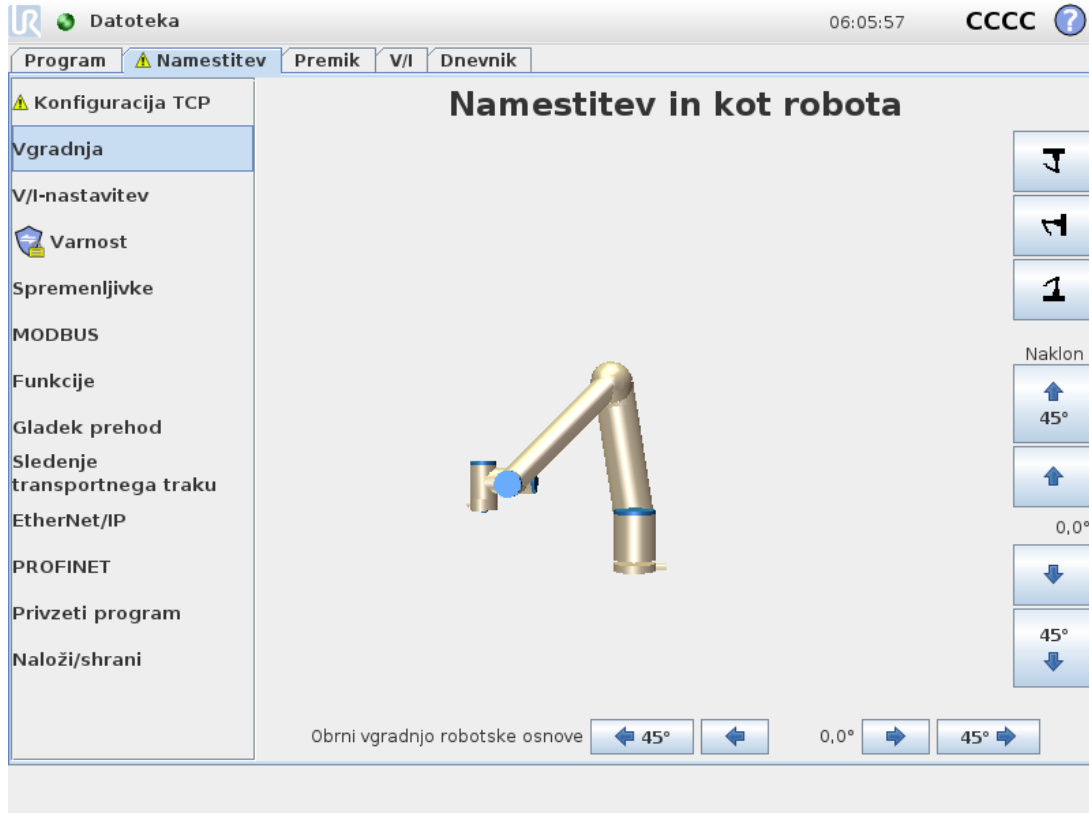 UR Datoteka 06:05:57 CCCC ?
Program Namestitev Premik V/I Dnevnik
Konfiguracija TCP
Vgradnja
V/I-nastavitev
Varnost
Spremenljivke
MODBUS
Funkcije
Gladek prehod
Sledenje
transportnega traku
EtherNet/IP
PROFINET
Privzeti program
Naloži/shrani
Namestitev in kot robota
Naklon
45°
0,0°
45°
Obrni vgradnjo robotske osnove 45° 0,0° 45°